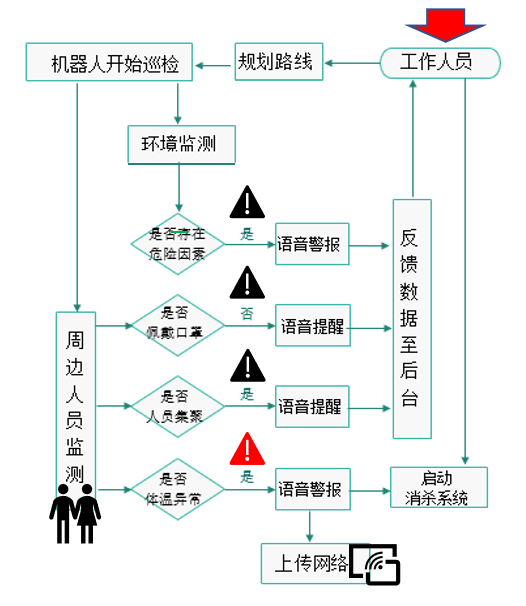 工作人员
规划路线
机器人开始巡检
环境监测
是否存在
危险因素
是
语音警报
反
馈
数
据
至
后
台
是否
佩戴口罩
否
语音提醒
周
边
人
员
监
测
是否
人员集聚
是
语音提醒
是否
体温异常
是
语音警报
启动
消杀系统
上传网络